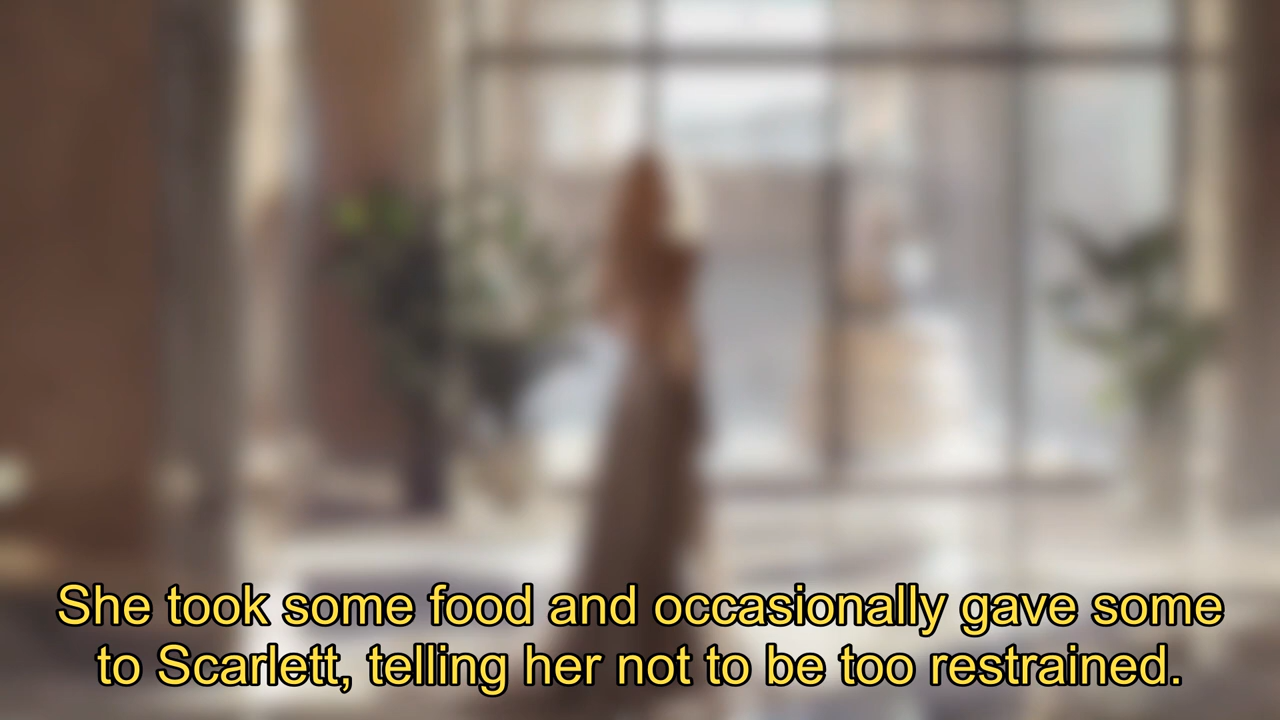 She took some food and occasionally gave some
to Scarlett, telling her not to be too restrained.